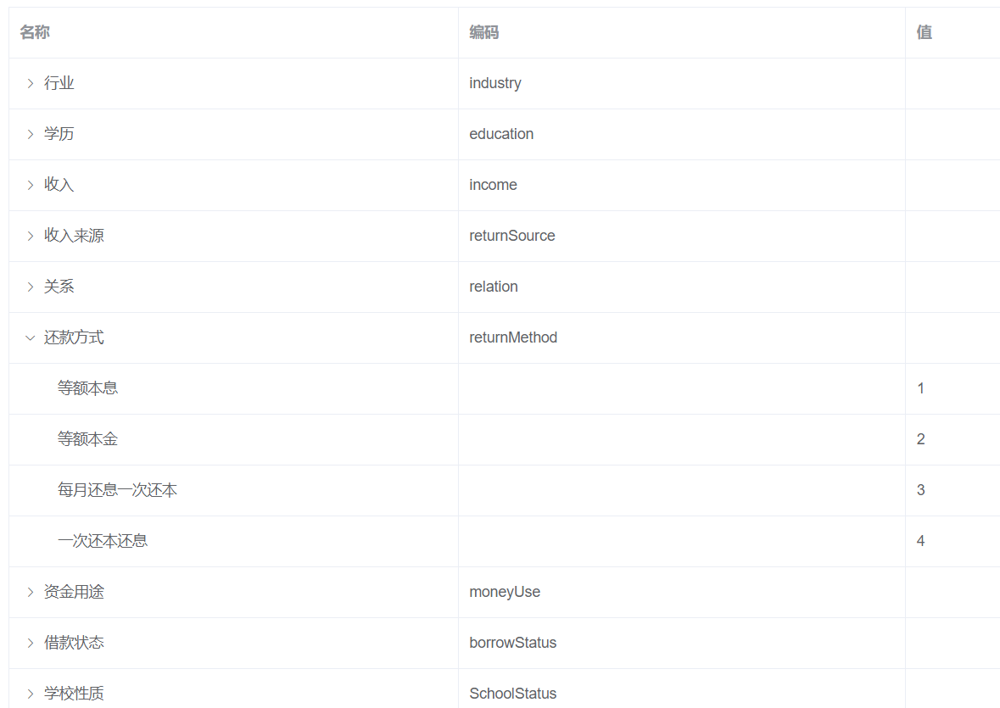 名称 编码 值
行业 industry
学历 education
收入 income
收入来源 returnSource
关系 relation
还款方式 returnMethod
等额本息 1
等额本金 2
每月还息一次还本 3
一次还本还息 4
资金用途 moneyUse
借款状态 borrowStatus
学校性质 SchoolStatus